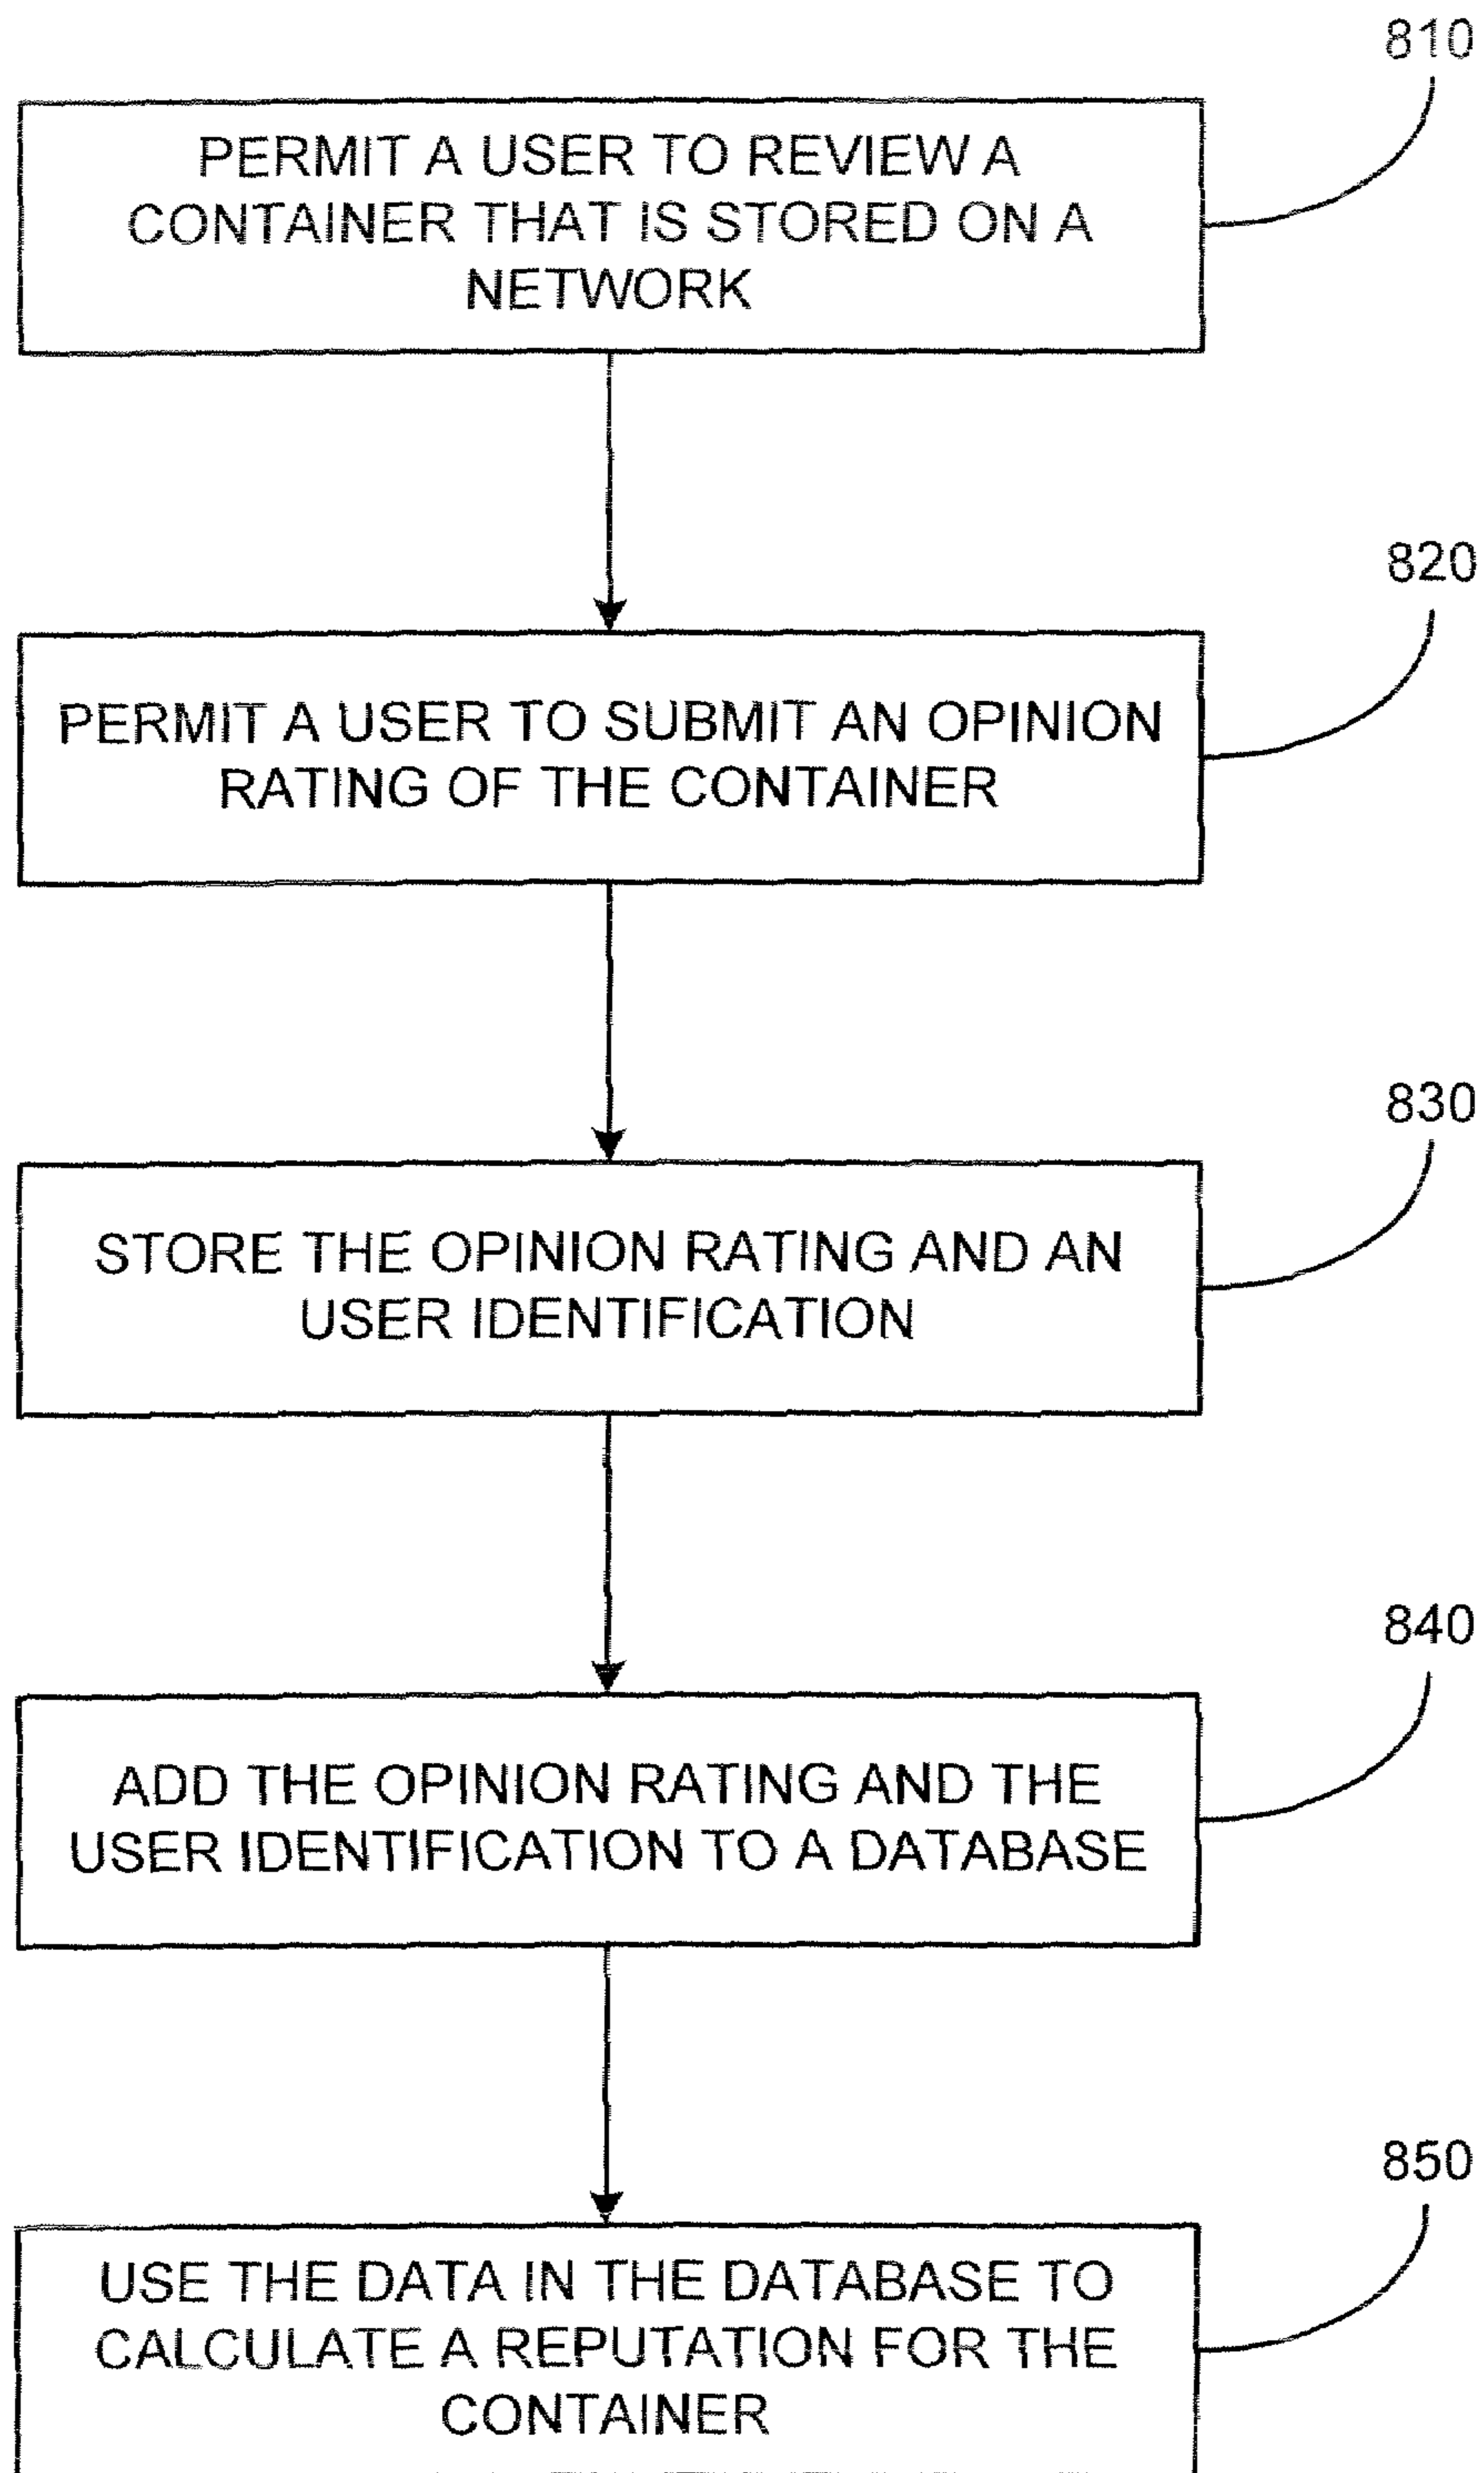 810
PERMIT A USER TO REVIEW A
CONTAINER THAT IS STORED ON A
NETWORK
820
PERMIT A USER TO SUBMIT AN OPINION
RATING OF THE CONTAINER
830
STORE THE OPINION RATING AND AN
USER IDENTIFICATION
840
ADD THE OPINION RATING AND THE
USER IDENTIFICATION TO A DATABASE
850
USE THE DATA IN THE DATABASE TO
CALCULATE A REPUTATION FOR THE
CONTAINER